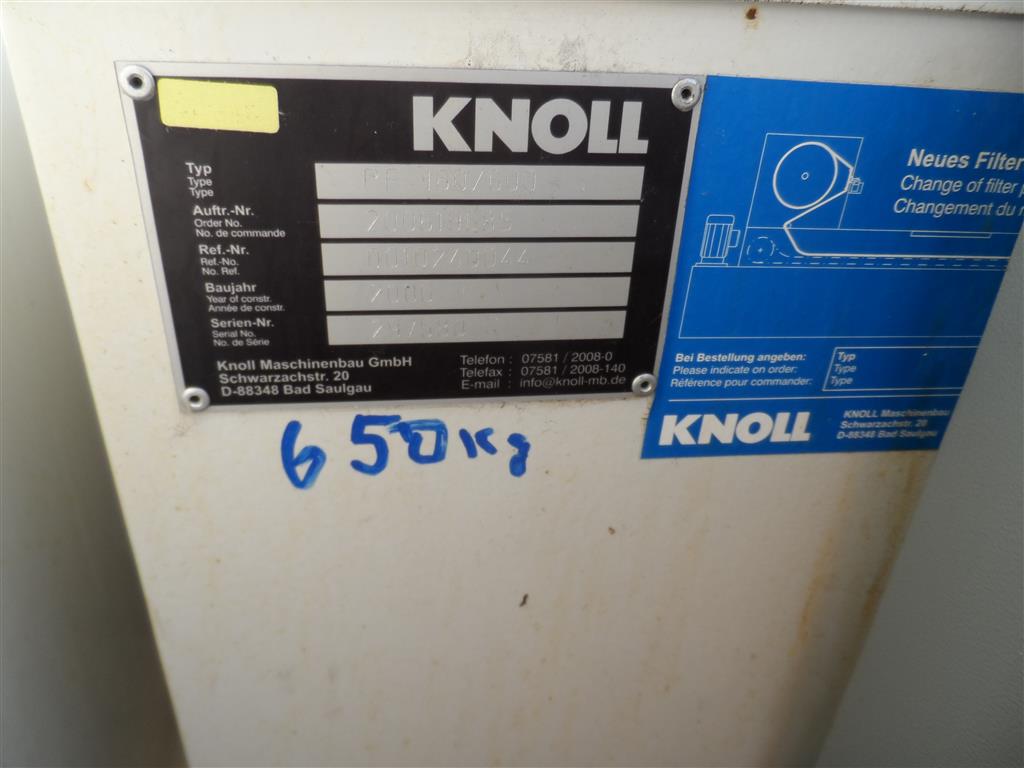 KNOLL
Typ
Type
Type
Auftr.-Nr.
Order No.
No. de commande
Ref.-Nr.
Ref.-No.
No. Ref.
00102/0044
Baujahr
Year of constr.
Année de constr.
2000
Serien-Nr.
Serial No.
No. de Série
Knoll Maschinenbau GmbH
Schwarzachstr. 20
D-88348 Bad Saulgau
Telefon : 07581 / 2008-0
Telefax : 07581 / 2008-140
E-mail : info@knoll-mb.de
650kg
Neues Filter
Change of filter
Changement du
Bei Bestellung angeben:
Please indicate on order:
Référence pour commander:
Typ
Type
Type
KNOLL
KNOLL Maschinenbau
Schwarzachstr. 20
D-88348 Bad Saulgau